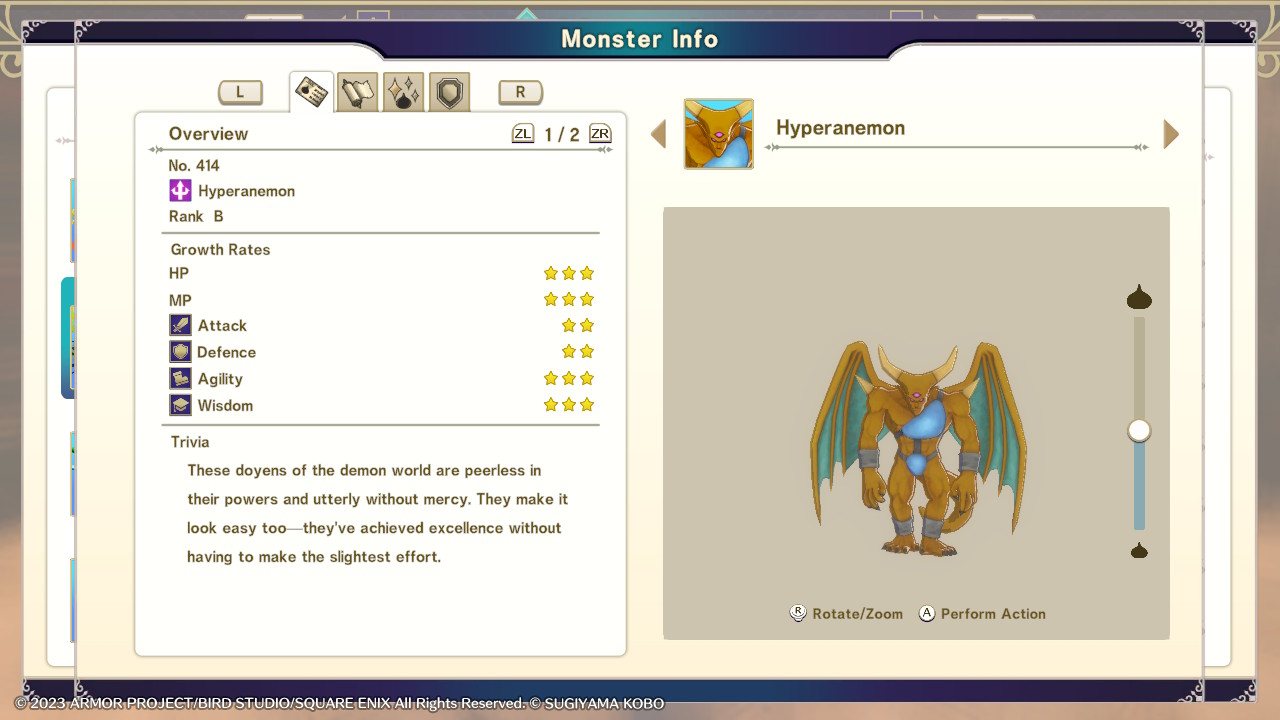 Monster Info
L
R
Overview
ZL 1 / 2 ZR
No. 414
Hyperanemon
Rank B
Growth Rates
HP
MP
Attack
Defence
Agility
Wisdom
Trivia
These doyens of the demon world are peerless in
their powers and utterly without mercy. They make it
look easy too—they've achieved excellence without
having to make the slightest effort.
Hyperanemon
R Rotate/Zoom A Perform Action
© 2023 ARMOR PROJECT/BIRD STUDIO/SQUARE ENIX All Rights Reserved. © SUGIYAMA KOBO